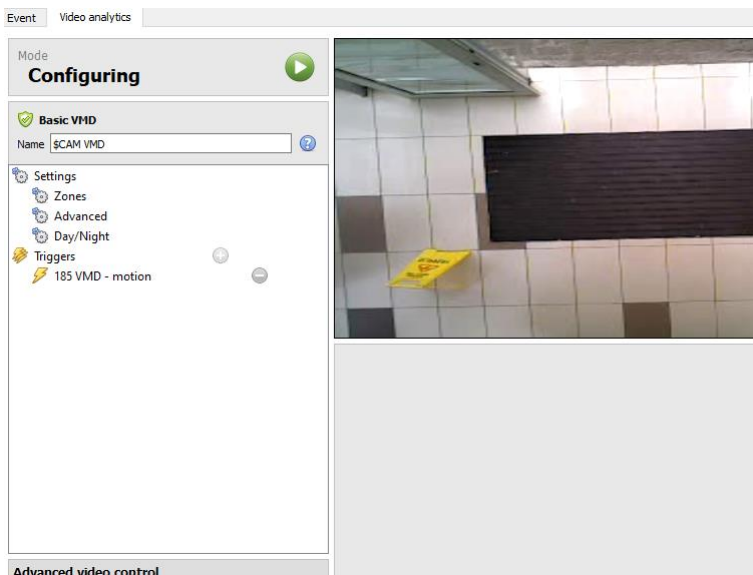 Event Video analytics
Mode
Configuring
Basic VMD
Name $CAM VMD
Settings
Zones
Advanced
Day/Night
Triggers
185 VMD - motion
Advanced video control